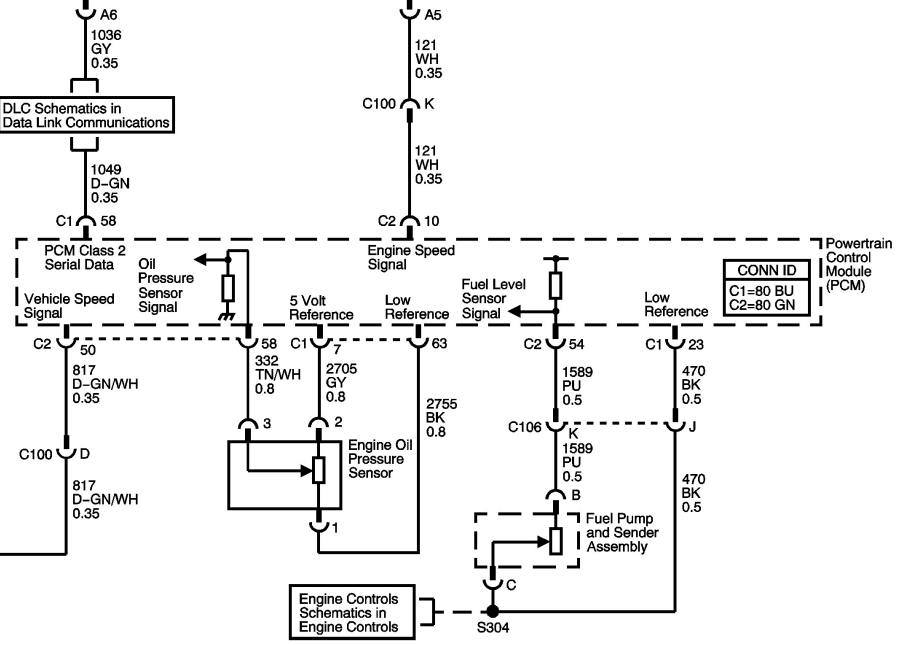 A6
1036
GY
0.35
DLC Schematics in
Data Link Communications
1049
D-GN
0.35
C1 58
A5
121
WH
0.35
C100 K
121
WH
0.35
C2 10
PCM Class 2
Serial Data
Vehicle Speed
Signal
Oil
Pressure
Sensor
Signal
Engine Speed
Signal
5 Volt
Reference
Low
Reference
Fuel Level
Sensor
Signal
Low
Reference
CONN ID
C1=80 BU
C2=80 GN
Powertrain
Control
Module
(PCM)
C2 50
58
C1 7
63
C2 54
C1 23
817
D-GN/WH
0.35
C100 D
817
D-GN/WH
0.35
332
TN/WH
0.8
2705
GY
0.8
2755
BK
0.8
3
2
Engine Oil
Pressure
Sensor
1
1589
PU
0.5
470
BK
0.5
C106 K
J
1589
PU
0.5
470
BK
0.5
B
Fuel Pump
and Sender
Assembly
C
Engine Controls
Schematics in
Engine Controls
S304